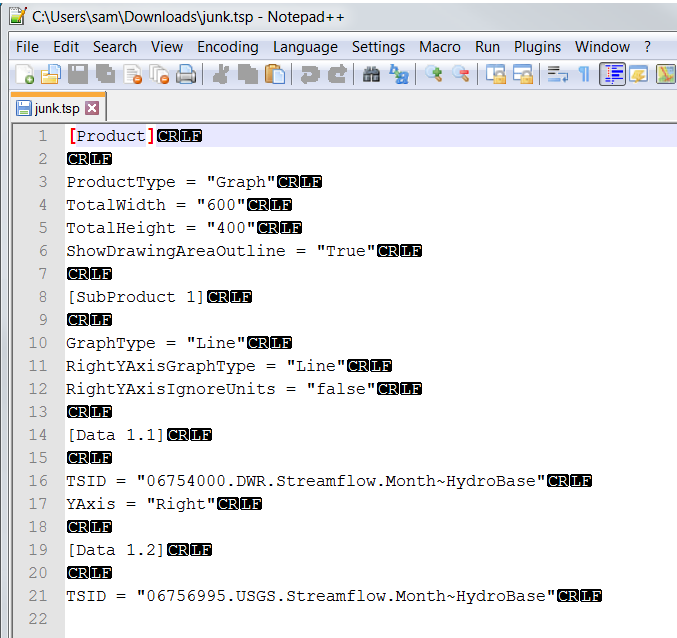 C:\Users\sam\Downloads\junk.tsp - Notepad++
File Edit Search View Encoding Language Settings Macro Run Plugins Window ?
junk.tsp
1 [Product]CRLF
2 CRLF
3 ProductType = "Graph"CRLF
4 TotalWidth = "600"CRLF
5 TotalHeight = "400"CRLF
6 ShowDrawingAreaOutline = "True"CRLF
7 CRLF
8 [SubProduct 1]CRLF
9 CRLF
10 GraphType = "Line"CRLF
11 RightYAxisGraphType = "Line"CRLF
12 RightYAxisIgnoreUnits = "false"CRLF
13 CRLF
14 [Data 1.1]CRLF
15 CRLF
16 TSID = "06754000.DWR.Streamflow.Month~HydroBase"CRLF
17 YAxis = "Right"CRLF
18 CRLF
19 [Data 1.2]CRLF
20 CRLF
21 TSID = "06756995.USGS.Streamflow.Month~HydroBase"CRLF
22